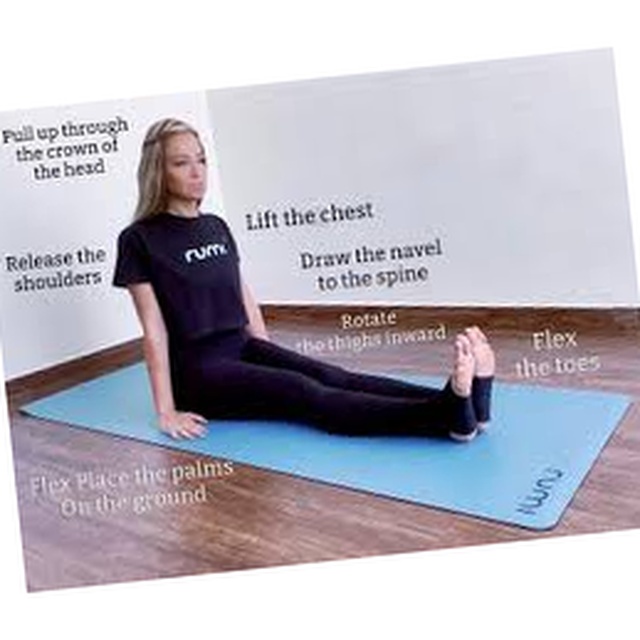 Pull up through
the crown of
the head
Lift the chest
Release the
shoulders
rumi
Draw the navel
to the spine
Rotate
the thighs inward
Flex
the toes
Flex Place the palms
On the ground
rumi